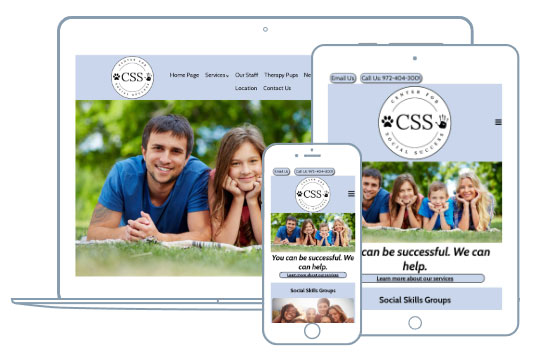 CENTER FOR
CSS
SOCIAL SUCCESS
Home Page Services Our Staff Therapy Pups Ne
Location Contact Us
Email Us Call Us: 972-404-3001
CENTER FOR
CSS
SOCIAL SUCCESS
can be successful. We can
help.
Learn more about our services
Social Skills Groups
Email Us Call Us: 972-404-3001
CSS
You can be successful. We
can help.
Learn more about our services
Social Skills Groups